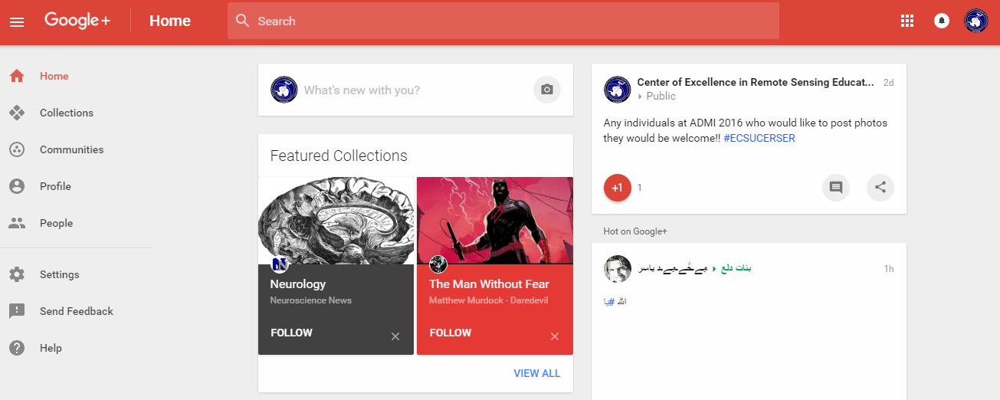 Google+
Home
Search
Home
Collections
Communities
Profile
People
Settings
Send Feedback
Help
What's new with you?
Featured Collections
Neurology
Neuroscience News
FOLLOW
The Man Without Fear
Matthew Murdock - Daredevil
FOLLOW
VIEW ALL
Center of Excellence in Remote Sensing Educat... 2d
Public
Any individuals at ADMI 2016 who would like to post photos
they would be welcome!! #ECSUCERSER
+1 1
Hot on Google+
ياسر بنات دلع 1h
الله